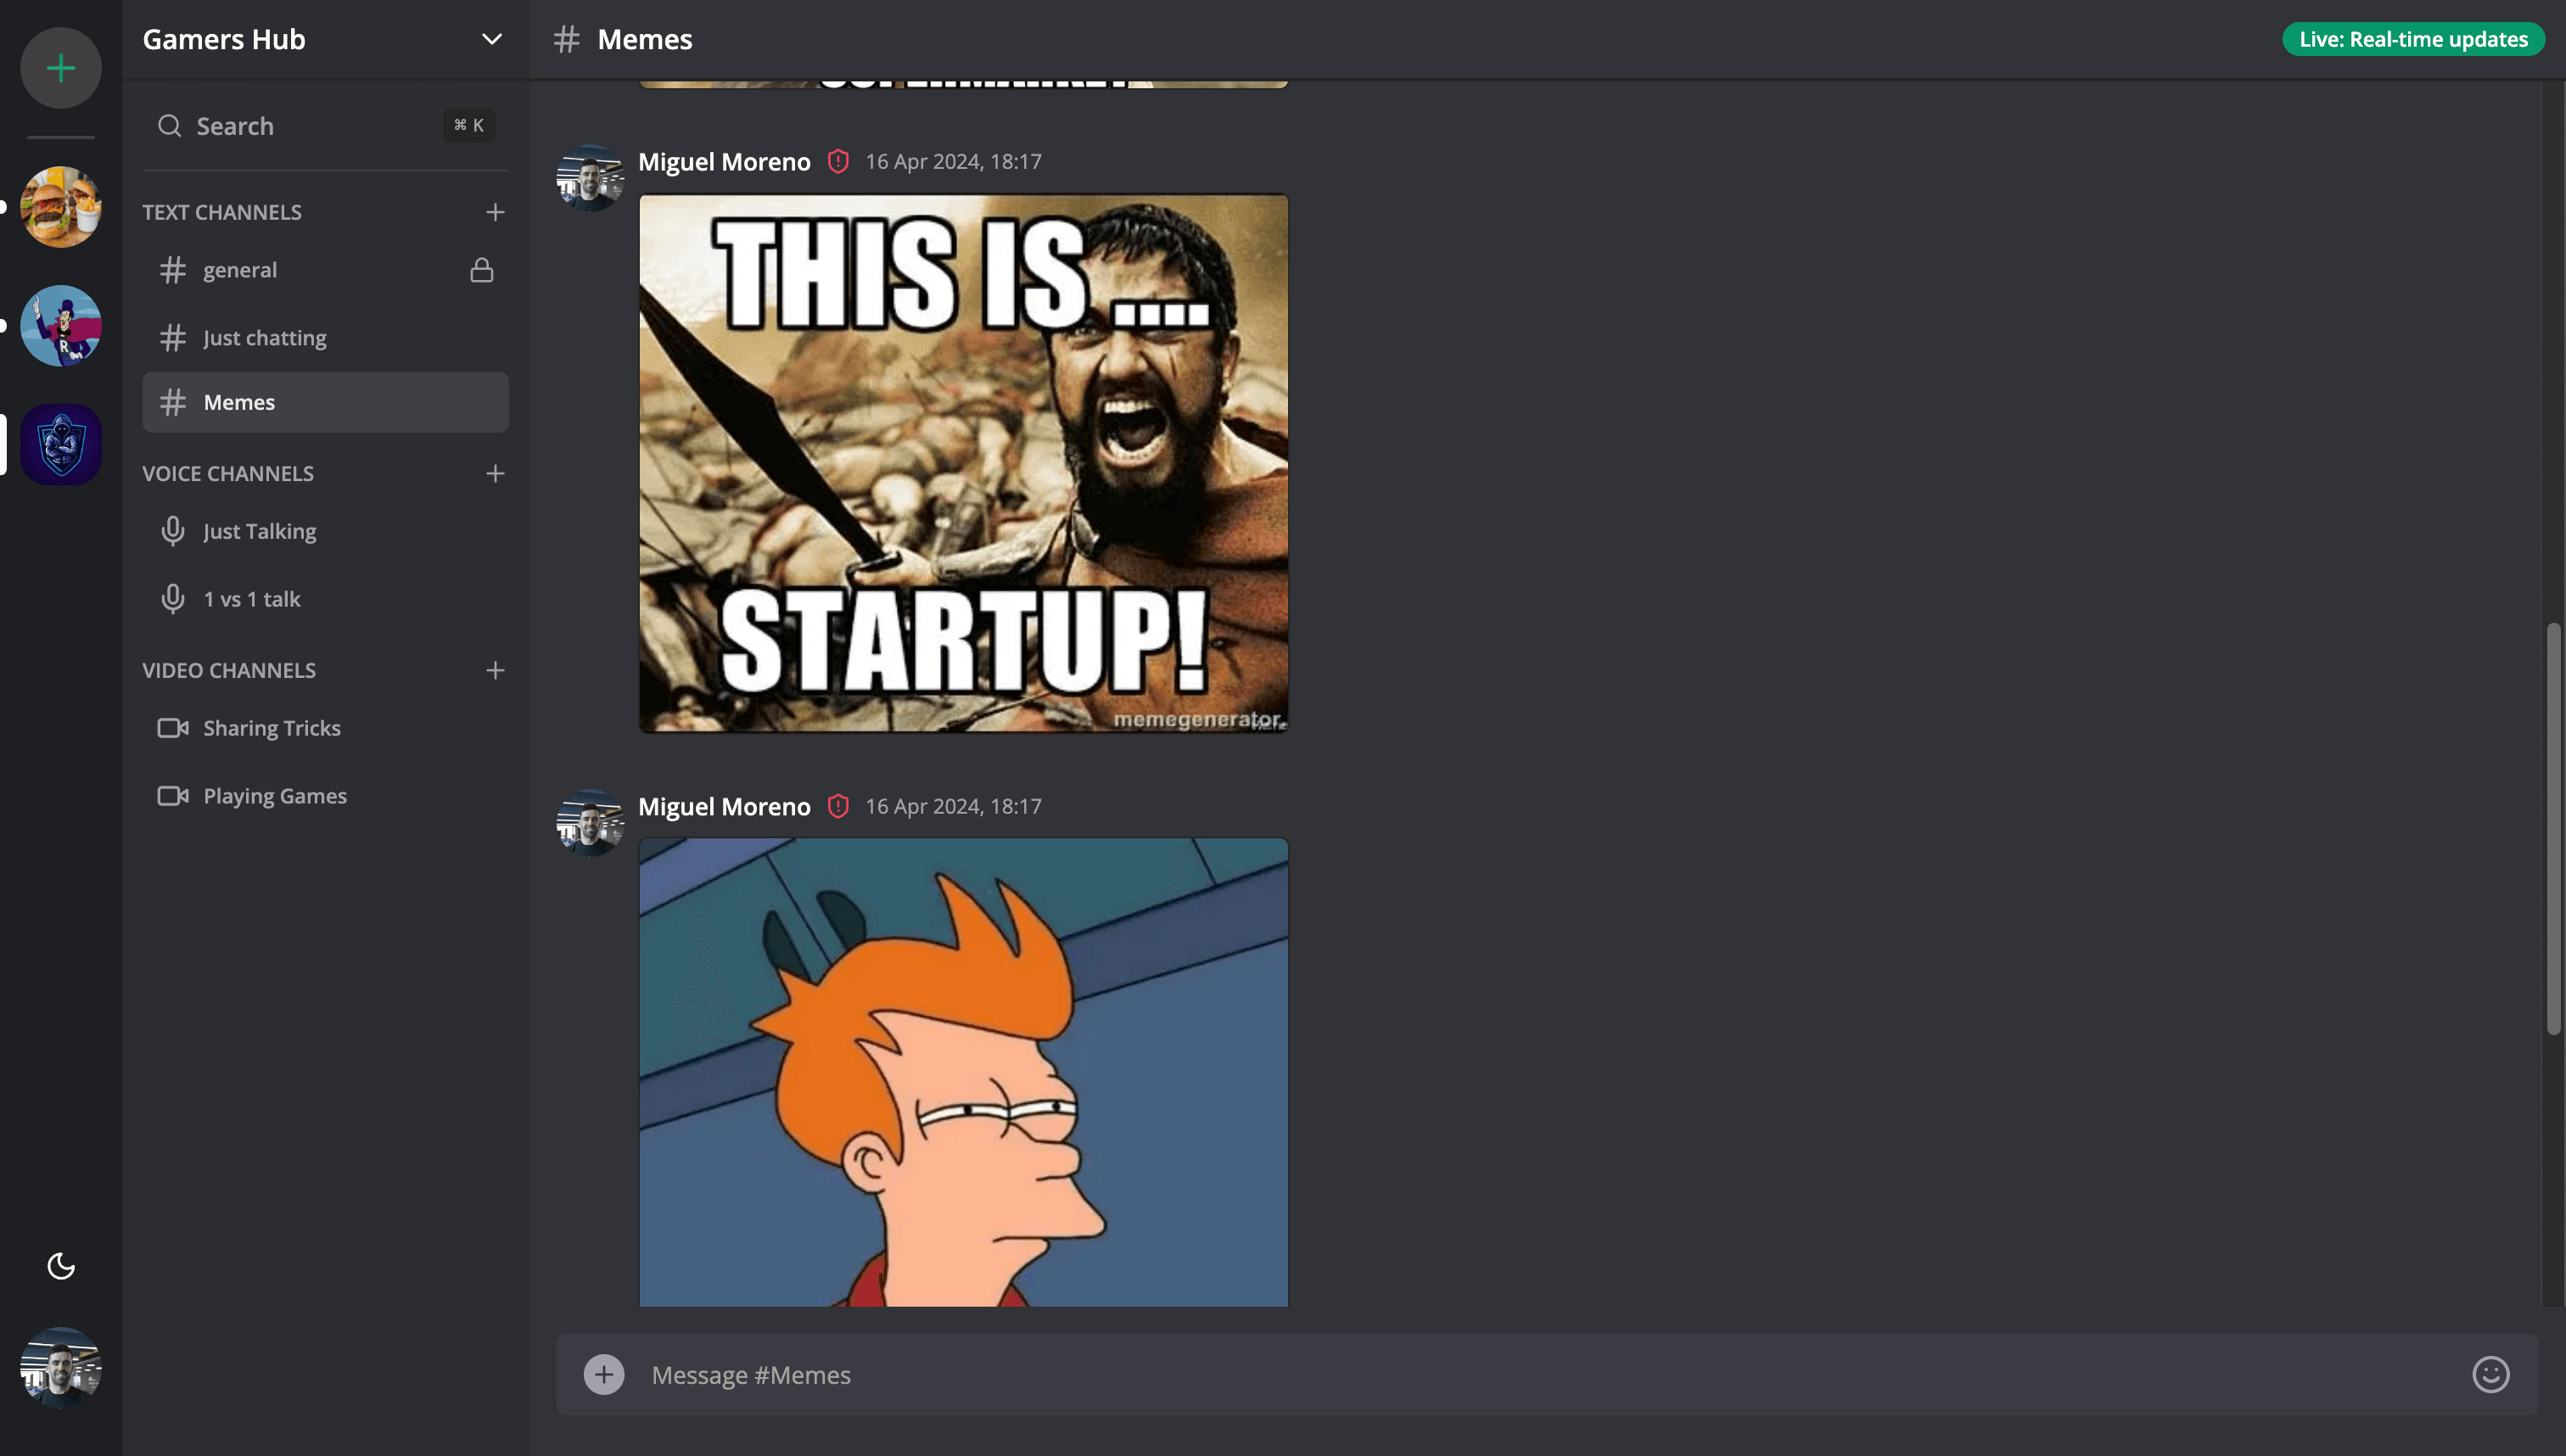 Gamers Hub
Search
⌘ K
TEXT CHANNELS
general
Just chatting
Memes
VOICE CHANNELS
Just Talking
1 vs 1 talk
VIDEO CHANNELS
Sharing Tricks
Playing Games
# Memes
Live: Real-time updates
Miguel Moreno 16 Apr 2024, 18:17
THIS IS ....
STARTUP!
memegenerator.
Miguel Moreno 16 Apr 2024, 18:17
Message #Memes